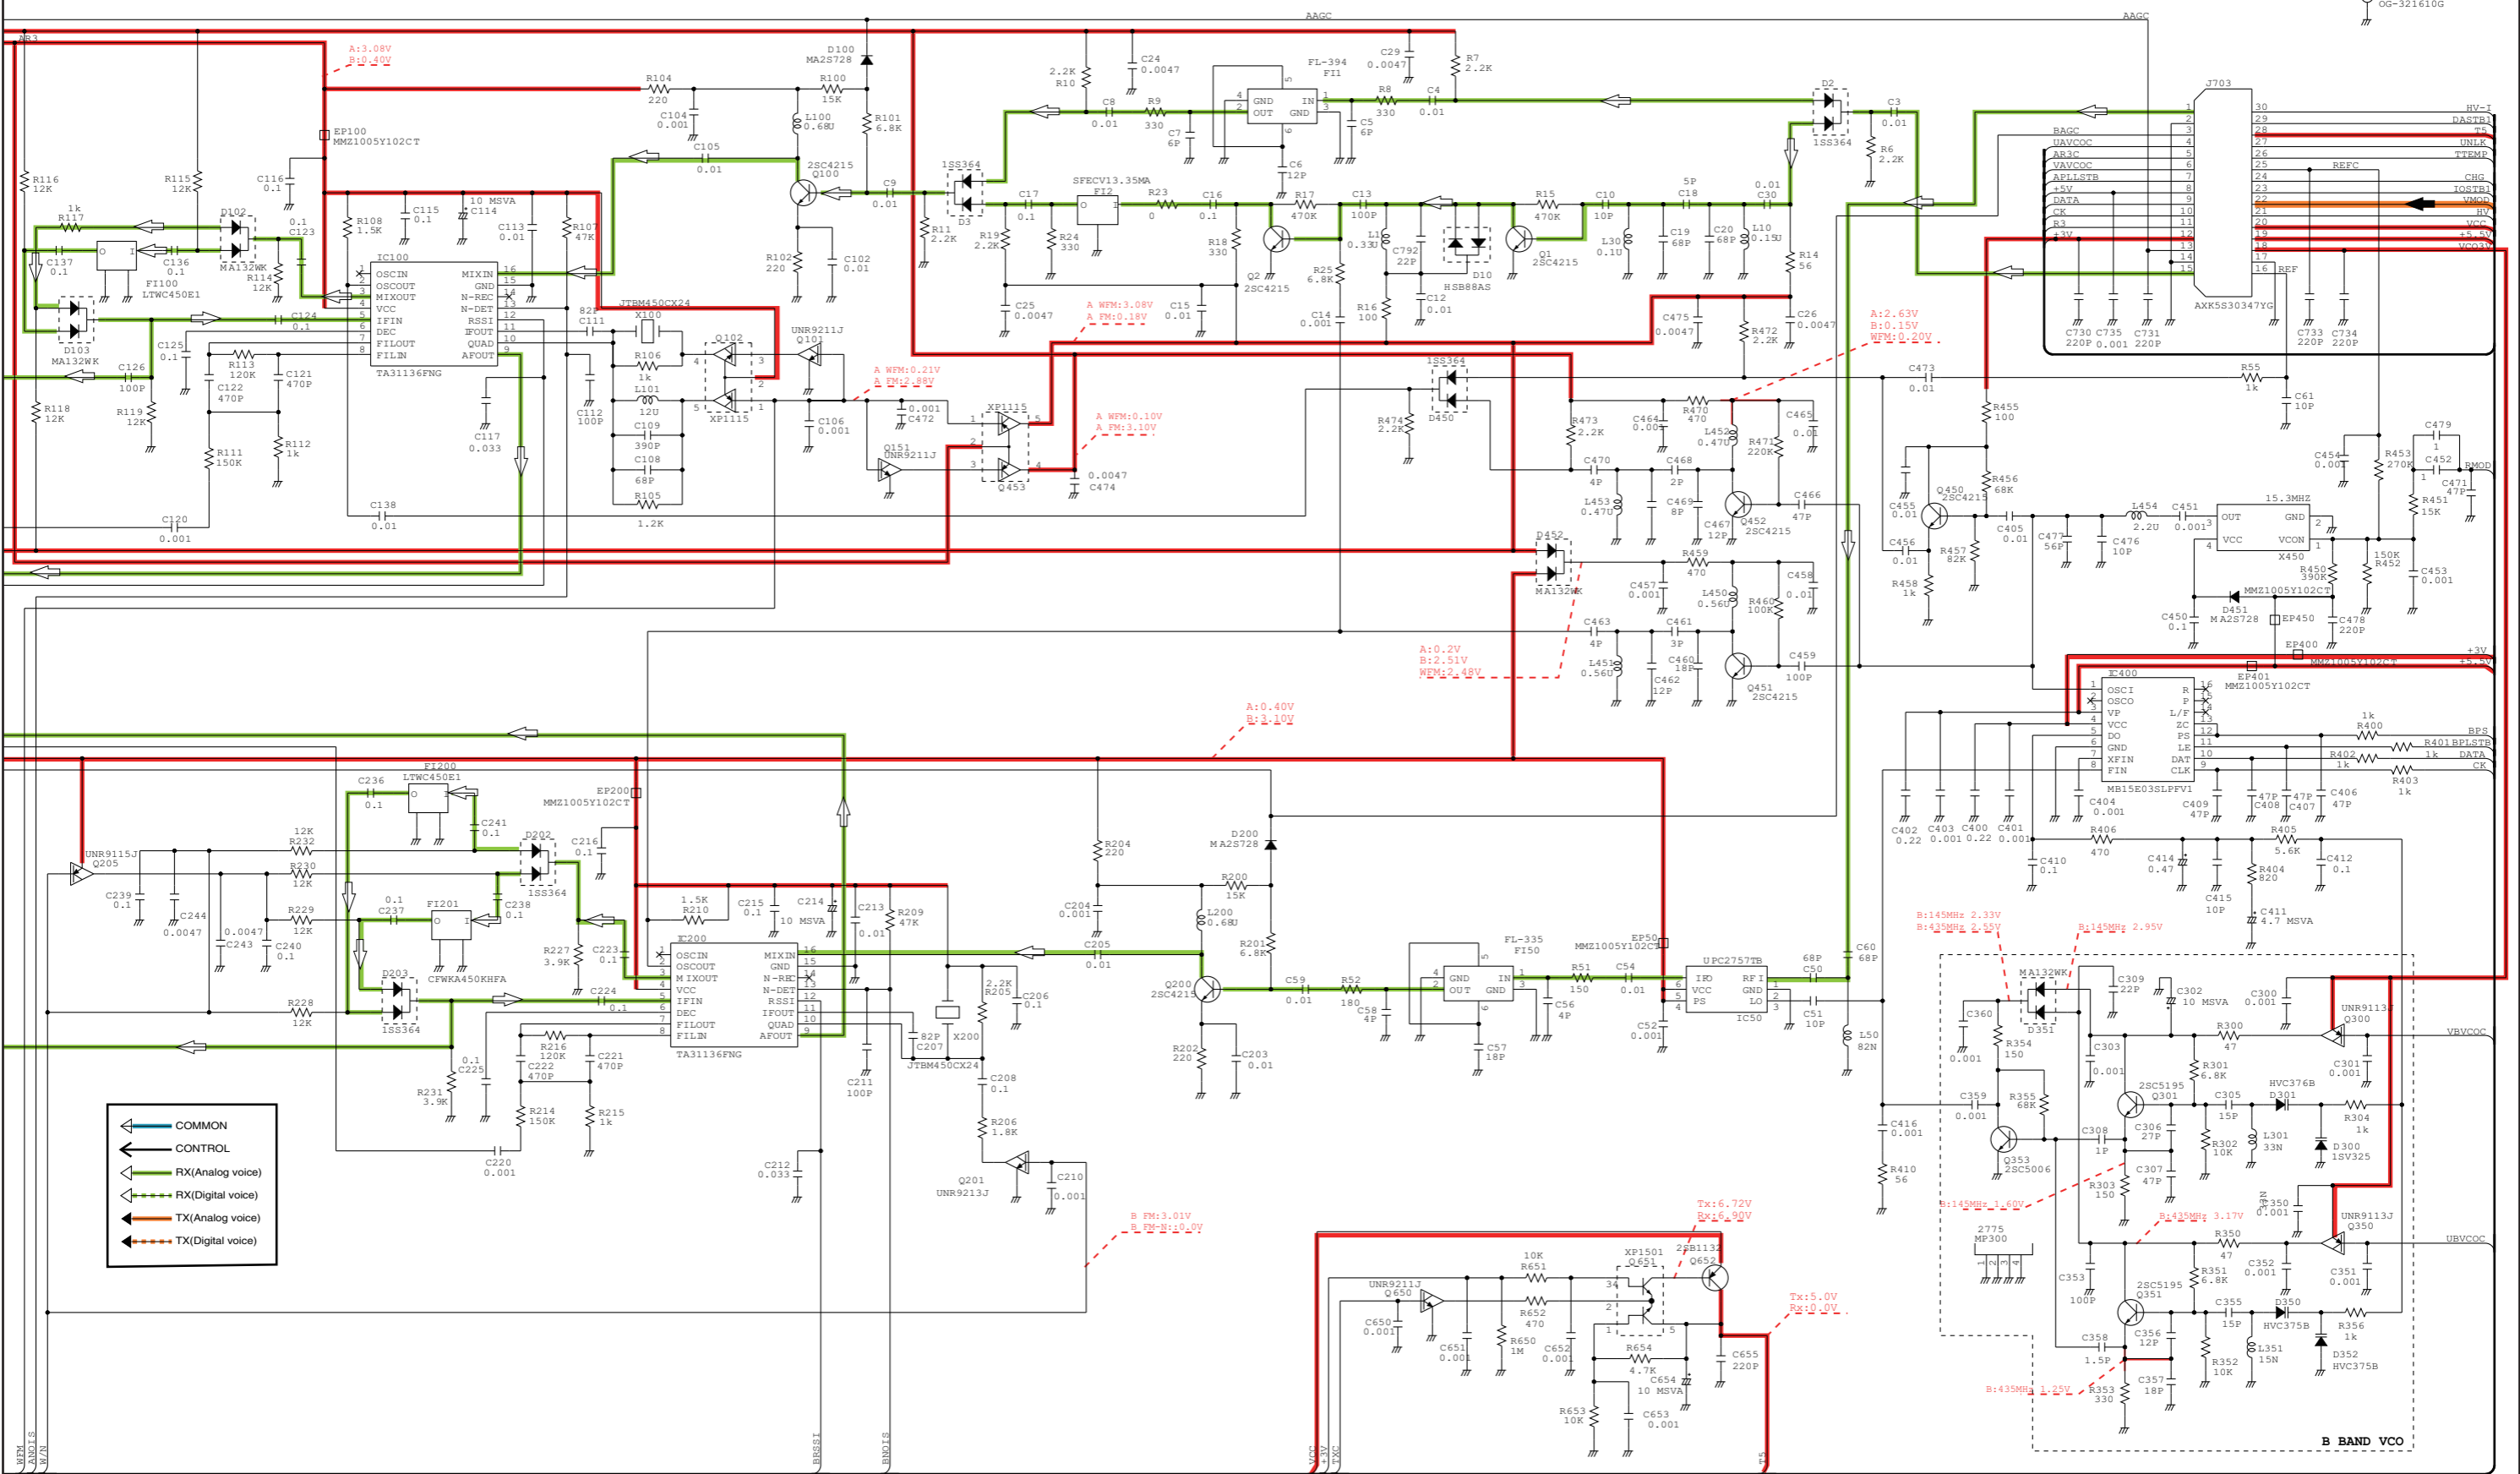 OG-321610G
AAGC
AAGC
AR3
A:3.08V
B:0.40V
D100
MA2S728
R104
220
R100
15K
C104
0.001
L100
0.68U
R101
6.8K
2.2K
R10
C24
0.0047
C29
0.0047
R7
2.2K
FL-394
FI1
GND
OUT
IN
GND
C8
0.01
R9
330
C7
6P
C5
6P
R8
330
C4
0.01
C6
12P
D2
1SS364
C3
0.01
R6
2.2K
J703
AXK5S30347YG
HV-I
DASTB1
T5
UNLK
TTEMP
REFC
CHG
IOSTB1
VMOD
HV
VCC
+5.5V
VCO3V
REF
BAGC
UAVCOC
AR3C
VAVCOC
APLLSTB
+5V
DATA
CK
R3
+3V
C730
220P
C735
0.001
C731
220P
C733
220P
C734
220P
EP100
MMZ1005Y102CT
R116
12K
R115
12K
C116
0.1
1k
R117
D102
MA132WK
0.1
C123
C137
0.1
C136
0.1
R114
12K
FI100
LTWC450E1
D103
MA132WK
R108
1.5K
C115
0.1
10 MSVA
C114
C113
0.01
R107
47K
C105
0.01
2SC4215
Q100
C9
0.01
R102
220
C102
0.01
1SS364
D3
R11
2.2K
C17
0.1
SFECV13.35MA
FI2
R23
0
C16
0.1
R19
2.2K
R24
330
R18
330
R17
470K
Q2
2SC4215
C13
100P
L1
0.33U
C792
22P
R25
6.8K
R16
100
C12
0.01
C14
0.001
C25
0.0047
C15
0.01
D10
HSB88AS
R15
470K
Q1
2SC4215
C10
10P
L30
0.1U
C19
68P
5P
C18
C20
68P
0.01
C30
L10
0.15U
R14
56
C26
0.0047
C475
0.0047
R472
2.2K
IC100
OSCIN
OSCOUT
MIXOUT
VCC
IFIN
DEC
FILOUT
FILIN
MIXIN
GND
N-REC
N-DET
RSSI
IFOUT
QUAD
AFOUT
TA31136FNG
C124
0.1
C125
0.1
C126
100P
R113
120K
C122
470P
C121
470P
R118
12K
R119
12K
R111
150K
R112
1k
C120
0.001
C117
0.033
C138
0.01
JTBM450CX24
X100
82P
C111
R106
1k
L101
12U
C112
100P
C109
390P
C108
68P
R105
1.2K
Q102
XP1115
UNR9211J
Q101
C106
0.001
0.001
C472
A WFM:3.08V
A FM:0.18V
A WFM:0.21V
A FM:2.88V
A WFM:0.10V
A FM:3.10V
XP1115
Q453
Q151
UNR9211J
0.0047
C474
A:2.63V
B:0.15V
WFM:0.20V
1SS364
D450
R474
2.2K
R473
2.2K
C464
0.001
R470
470
L452
0.47U
R471
220K
C465
0.01
C470
4P
C468
2P
L453
0.47U
C469
8P
C467
12P
C466
47P
Q452
2SC4215
C473
0.01
R55
1k
C61
10P
R455
100
R456
68K
C455
0.01
Q450
2SC4215
C456
0.01
R457
82K
R458
1k
C405
0.01
C477
56P
C476
10P
L454
2.2U
C451
0.001
15.3MHZ
OUT
GND
VCC
VCON
X450
C454
0.001
R453
270K
C479
1
C452
1
C471
47P
RMOD
R451
15K
150K
R452
R450
390K
C453
0.001
MMZ1005Y102CT
D451
MA2S728
EP450
C450
0.1
C478
220P
D452
MA132WK
R459
470
C457
0.001
L450
0.56U
R460
100K
C458
0.01
C463
4P
C461
3P
L451
0.56U
C462
12P
C460
18P
C459
100P
Q451
2SC4215
A:0.2V
B:2.51V
WFM:2.48V
A:0.40V
B:3.10V
EP400
MMZ1005Y102CT
+3V
+5.5V
EP401
MMZ1005Y102CT
IC400
OSCI
OSCO
VP
VCC
DO
GND
XFIN
FIN
R
P
L/F
ZC
PS
LE
DAT
CLK
MB15E03SLPFV1
1k
R400
R401
R402
1k
1k
R403
1k
BPS
BPLSTB
DATA
CK
C402
0.22
C403
0.001
C400
0.22
C401
0.001
C404
0.001
C409
47P
47P
C408
47P
C407
C406
47P
R406
470
C410
0.1
C414
0.47
C415
10P
R405
5.6K
R404
820
C412
0.1
C411
4.7 MSVA
FI200
LTWC450E1
C236
0.1
C241
0.1
EP200
MMZ1005Y102CT
UNR9115J
Q205
12K
R232
R230
12K
D202
1SS364
C216
0.1
C239
0.1
C244
0.0047
0.0047
C243
C240
0.1
R229
12K
0.1
C237
FI201
CFWKA450KHFA
C238
0.1
R227
3.9K
C223
0.1
R228
12K
D203
1SS364
C224
0.1
1.5K
R210
C215
0.1
C214
10 MSVA
C213
0.01
R209
47K
IC200
OSCIN
OSCOUT
MIXOUT
VCC
IFIN
DEC
FILOUT
FILIN
MIXIN
GND
N-REC
N-DET
RSSI
IFOUT
QUAD
AFOUT
TA31136FNG
R204
220
C204
0.001
L200
0.68U
R200
15K
D200
MA2S728
R201
6.8K
C205
0.01
Q200
2SC4215
R202
220
C203
0.01
C59
0.01
R52
180
C58
4P
FL-335
GND
OUT
IN
GND
C57
18P
C56
4P
R51
150
C54
0.01
EP50
MMZ1005Y102CT
C52
0.001
UPC2757TB
IFO
VCC
PS
RFI
GND
LO
IC50
68P
C50
C51
10P
C60
68P
L50
82N
2.2K
R205
C206
0.1
82P
C207
X200
JTBM450CX24
C208
0.1
R206
1.8K
C211
100P
C212
0.033
Q201
UNR9213J
C210
0.001
R216
120K
C222
470P
C221
470P
0.1
C225
R231
3.9K
R214
150K
R215
1k
C220
0.001
B FM:3.01V
B FM-N::0.0V
COMMON
CONTROL
RX(Analog voice)
RX(Digital voice)
TX(Analog voice)
TX(Digital voice)
B:145MHz 2.33V
B:435MHz 2.55V
B:145MHz 2.95V
MA132WK
D351
C360
0.001
R354
150
C309
22P
C302
10 MSVA
C300
0.001
UNR9113J
Q300
VBVCOC
C303
0.001
R300
47
R301
6.8K
C301
0.001
2SC5195
Q301
C305
15P
HVC376B
D301
R304
1k
C359
0.001
R355
68K
Q353
2SC5006
C308
1P
C306
27P
R302
10K
L301
33N
D300
1SV325
C307
47P
R303
150
C416
0.001
R410
56
B:145MHz 1.60V
B:435MHz 3.17V
2775
MP300
C350
0.001
UNR9113J
Q350
UBVCOC
R350
47
C353
100P
R351
6.8K
C352
0.001
C351
0.001
2SC5195
Q351
C355
15P
D350
HVC375B
R356
1k
C358
1.5P
C356
12P
R352
10K
L351
15N
D352
HVC375B
C357
18P
R353
330
B:435MHz 1.25V
B BAND VCO
Tx:6.72V
Rx:6.90V
Tx:5.0V
Rx:0.0V
10K
R651
XP1501
Q651
2SB1132
Q652
UNR9211J
Q650
C650
0.001
R652
470
C651
0.001
R650
1M
C652
0.001
R654
4.7K
C654
10 MSVA
C655
220P
R653
10K
C653
0.001
WFM
ANOIS
W/N
BRSSI
BNOIS
VCC
+3V
TXC
T5